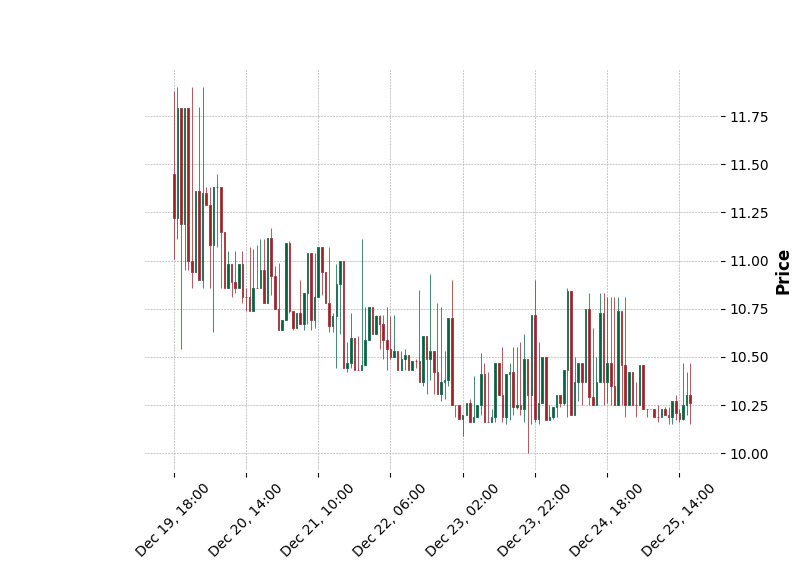 11.75
11.50
11.25
11.00
10.75
10.50
10.25
10.00
Price
Dec 19, 18:00
Dec 20, 14:00
Dec 21, 10:00
Dec 22, 06:00
Dec 23, 02:00
Dec 23, 22:00
Dec 24, 18:00
Dec 25, 14:00